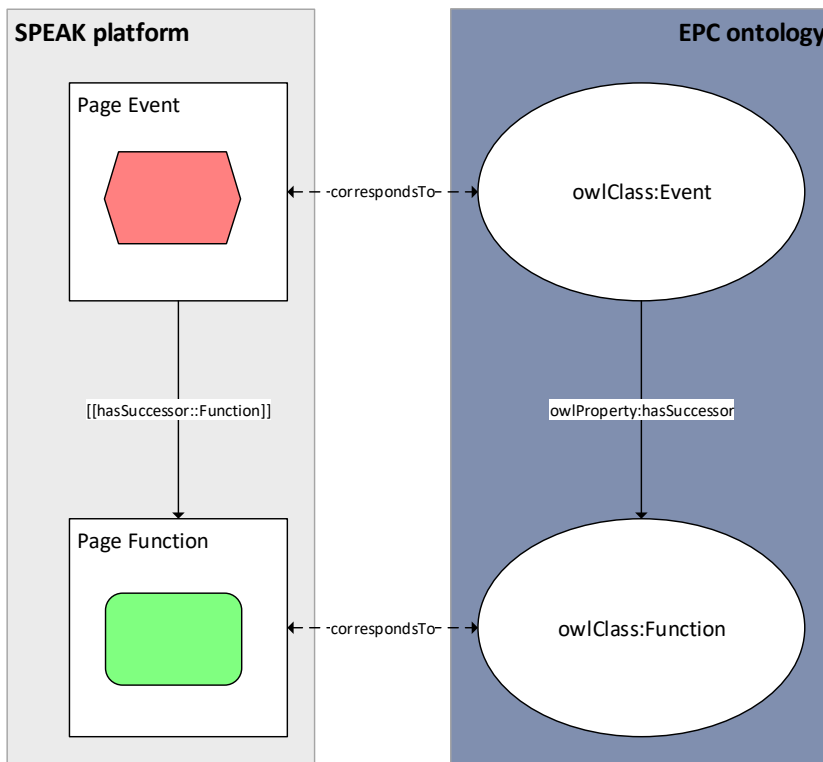 SPEAK platform
EPC ontology
Page Event
correspondsTo
owlClass:Event
[[hasSuccessor::Function]]
owlProperty:hasSuccessor
Page Function
correspondsTo
owlClass:Function